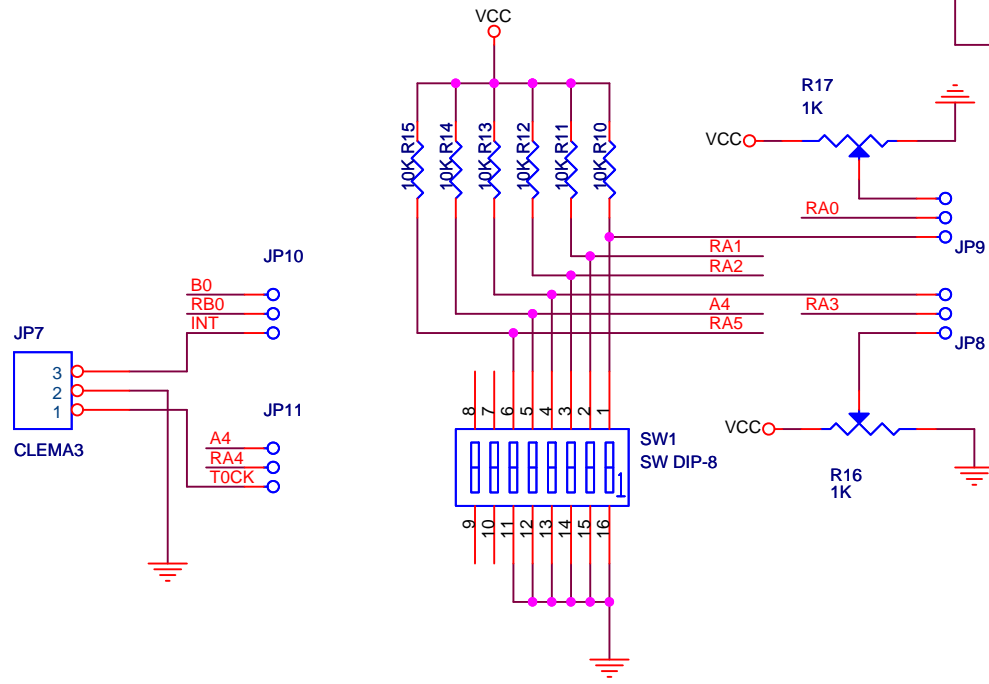 VCC
R17
1K
10K R15
10K R14
10K R13
10K R12
10K R11
10K R10
VCC
RA0
RA1
JP9
JP10
RA2
B0
RB0
A4
RA3
INT
RA5
JP7
JP8
3
2
1
JP11
8
7
6
5
4
3
2
1
VCC
A4
SW1
CLEMA3
RA4
SW DIP-8
T0CK
1
R16
1K
9
10
11
12
13
14
15
16